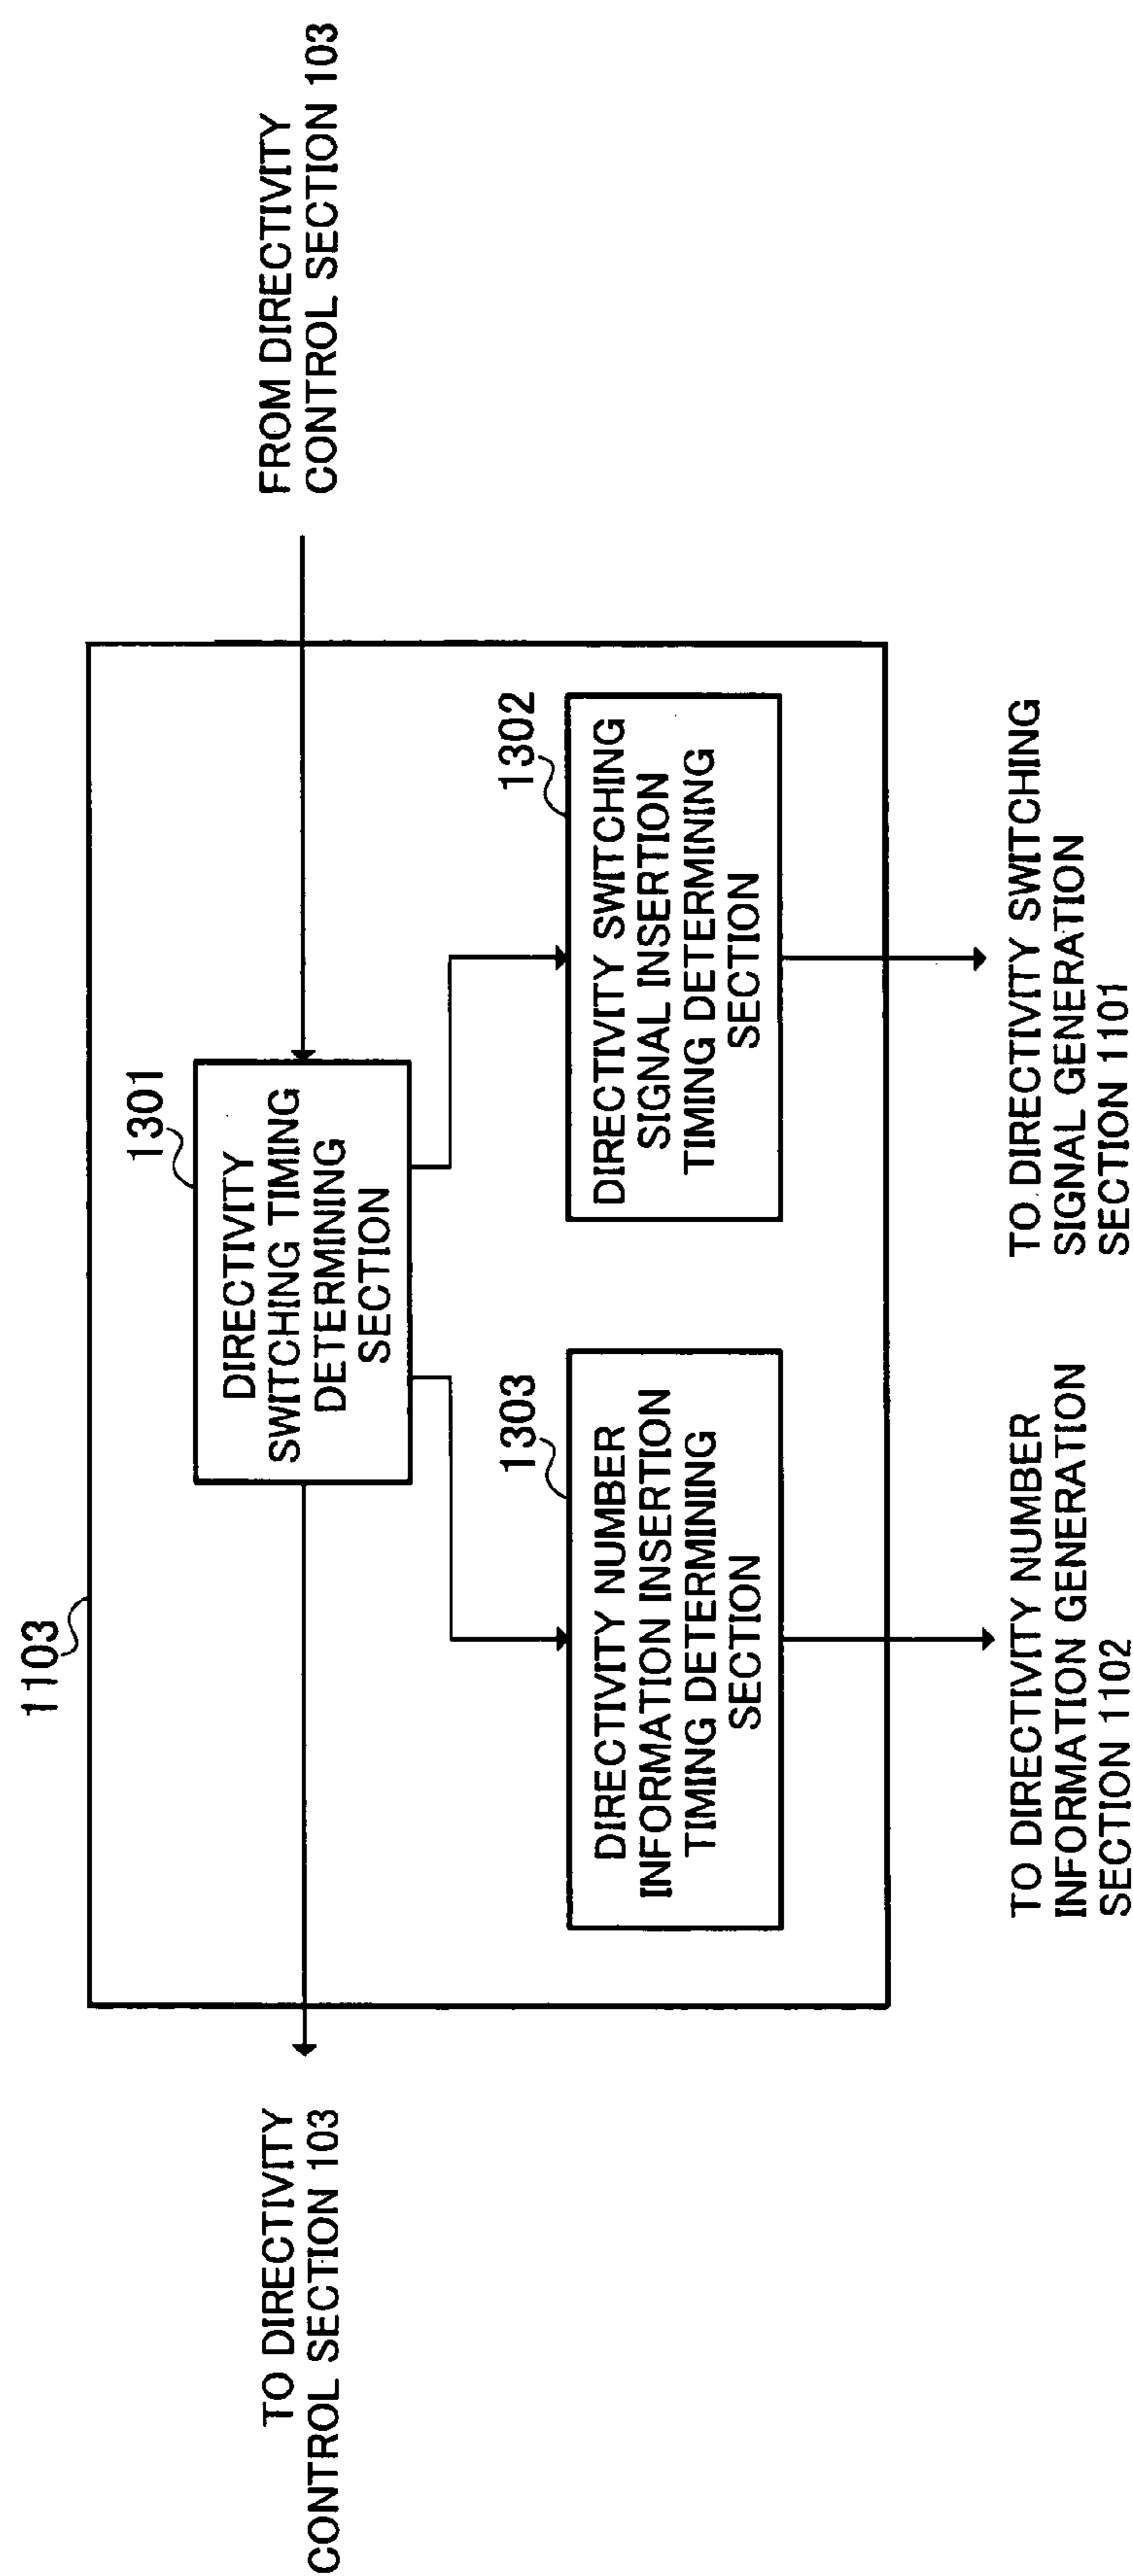 1103
TO DIRECTIVITY
CONTROL SECTION 103
1301
DIRECTIVITY
SWITCHING TIMING
DETERMINING
SECTION
FROM DIRECTIVITY
CONTROL SECTION 103
1303
DIRECTIVITY NUMBER
INFORMATION INSERTION
TIMING DETERMINING
SECTION
1302
DIRECTIVITY SWITCHING
SIGNAL INSERTION
TIMING DETERMINING
SECTION
TO DIRECTIVITY NUMBER
INFORMATION GENERATION
SECTION 1102
TO DIRECTIVITY SWITCHING
SIGNAL GENERATION
SECTION 1101